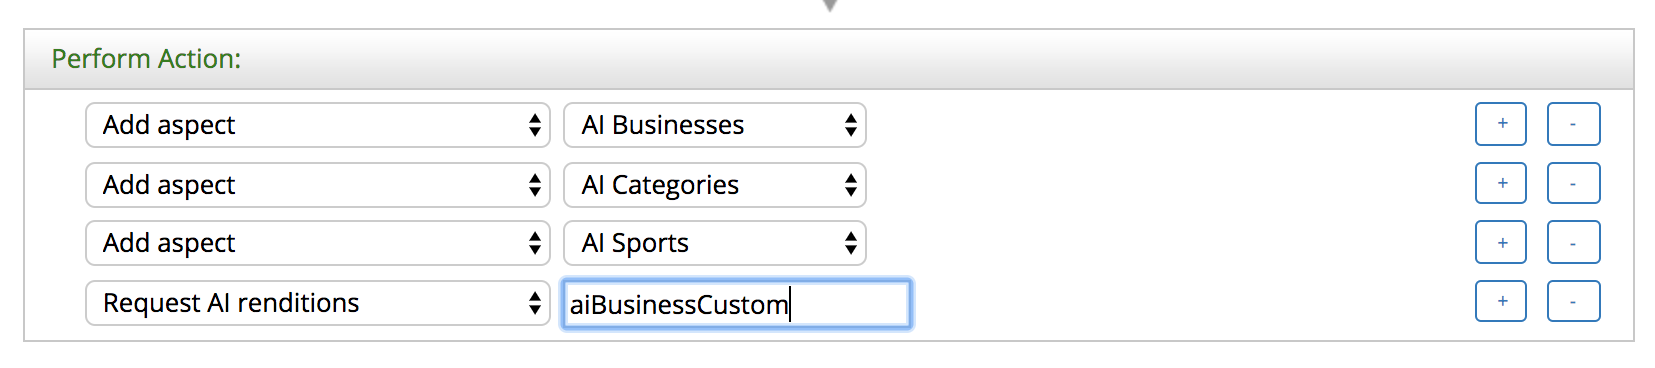 Perform Action:
Add aspect AI Businesses + -
Add aspect AI Categories + -
Add aspect AI Sports + -
Request AI renditions aiBusinessCustom + -